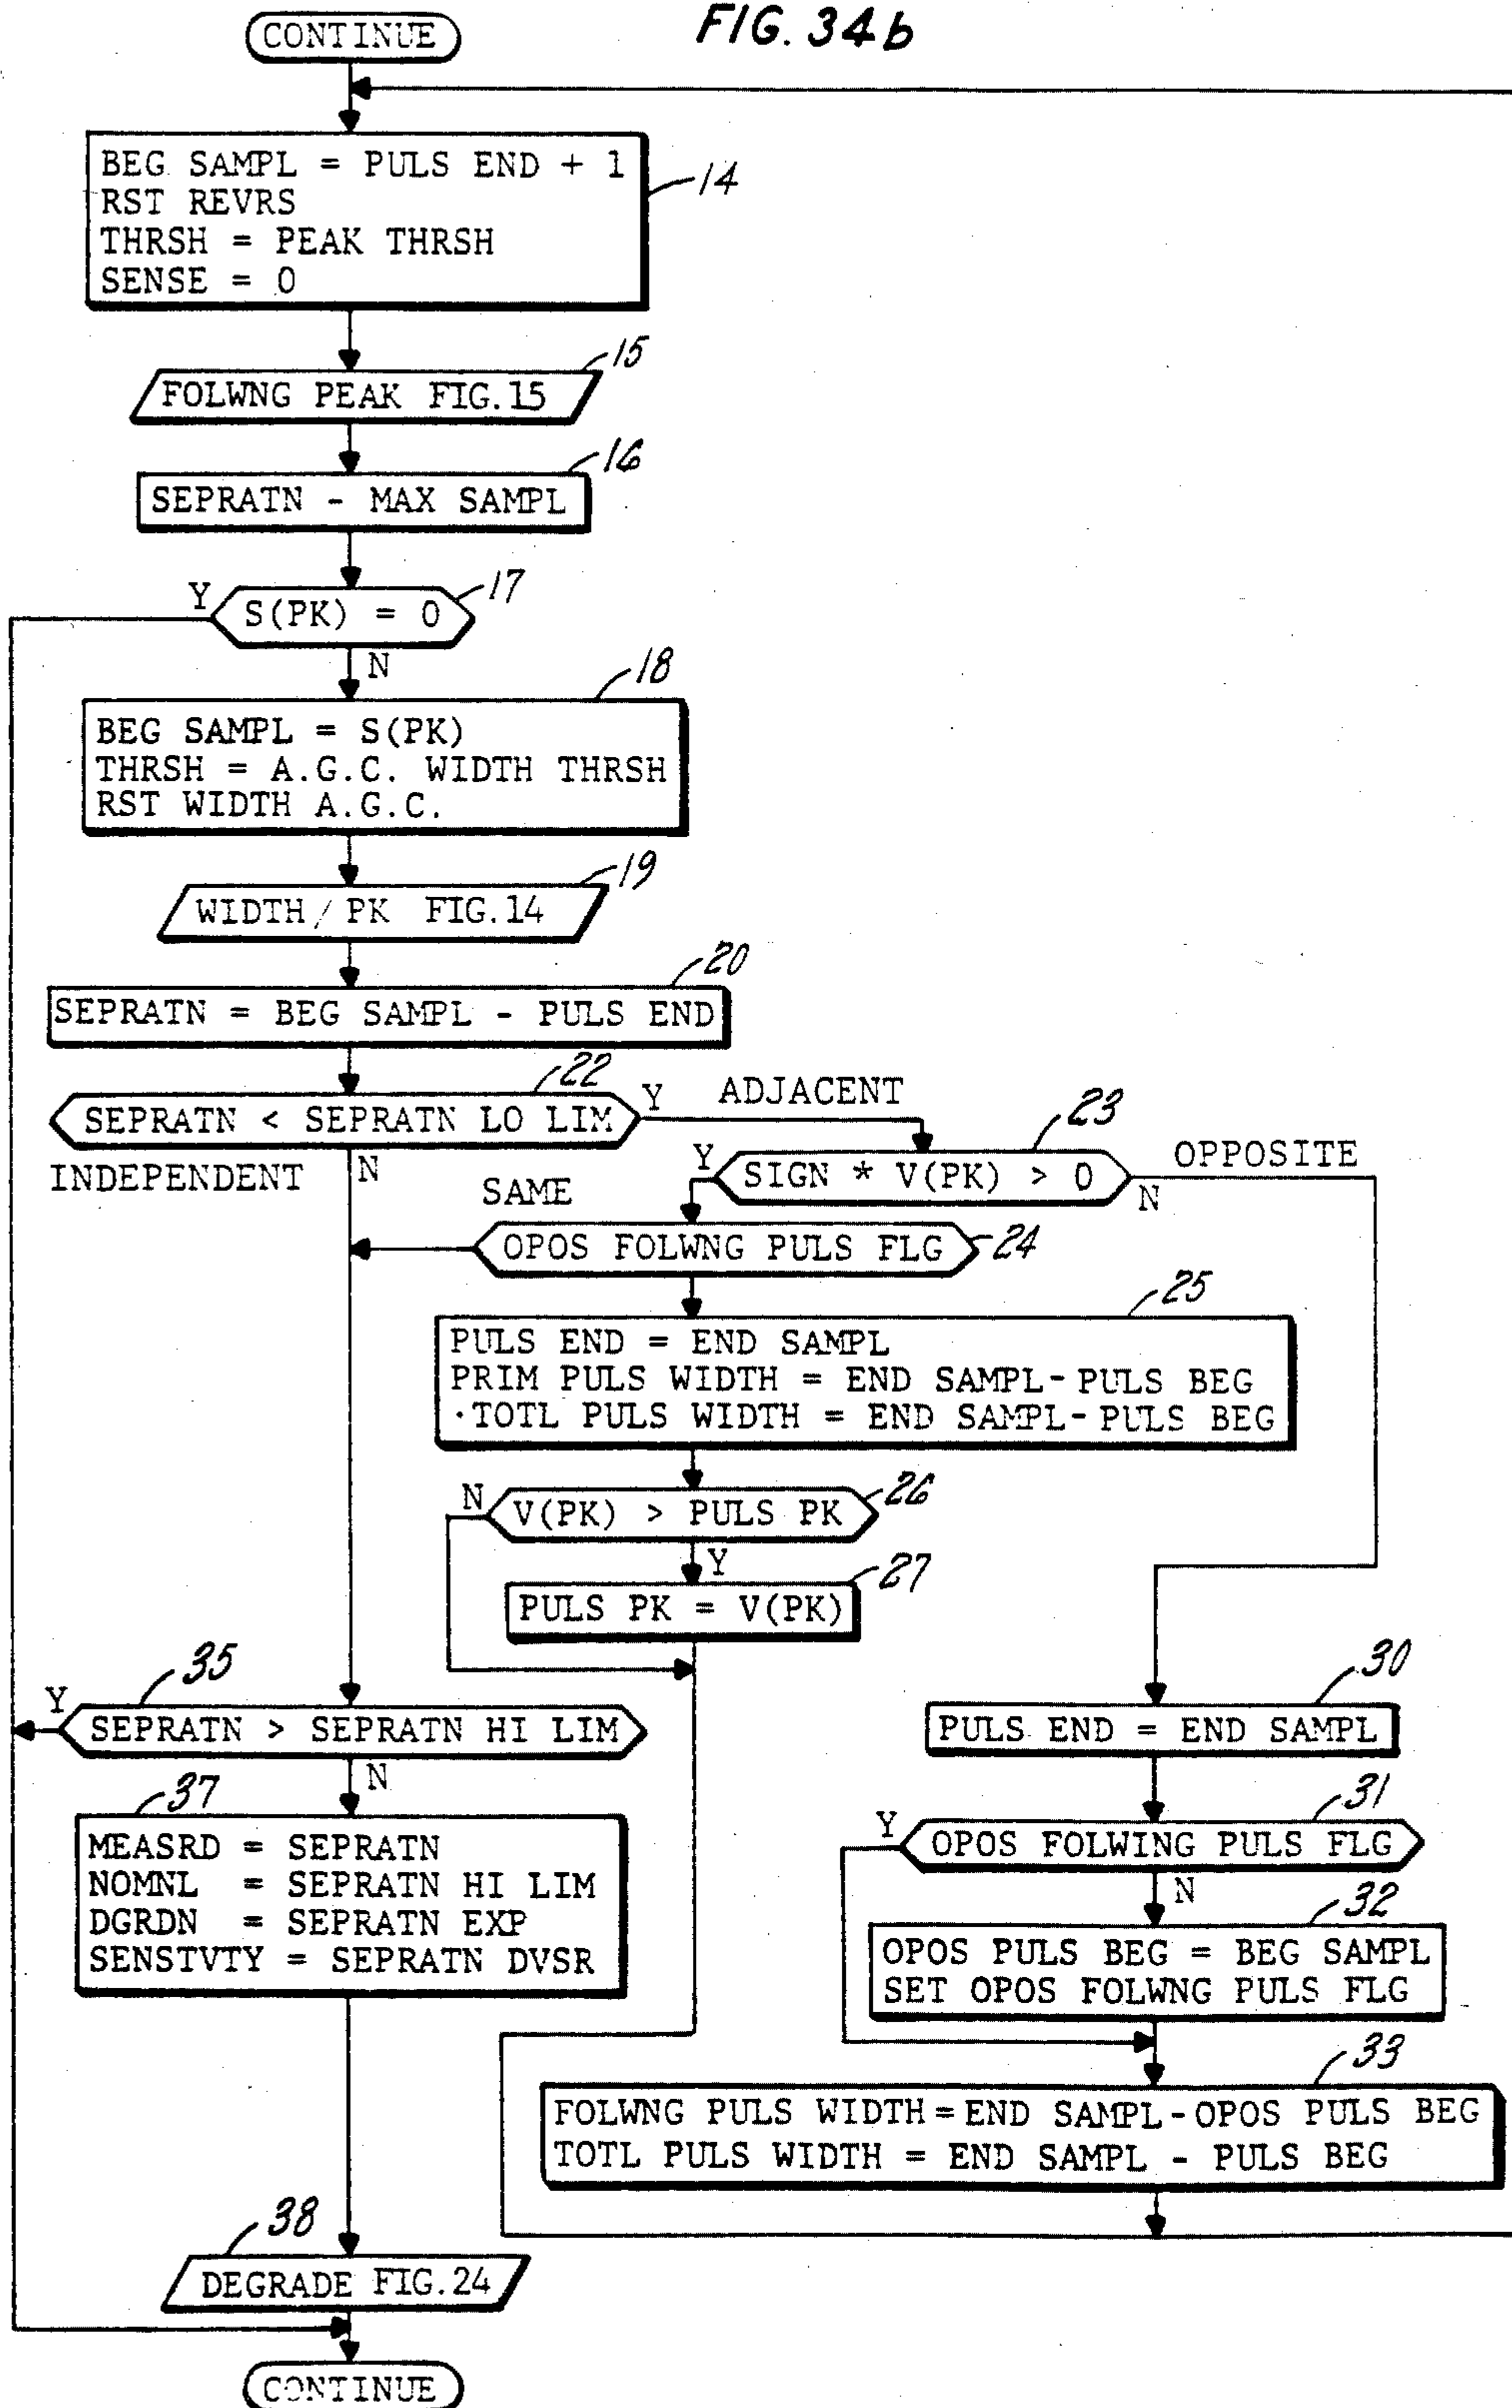 FIG. 34b
CONTINUE
BEG SAMPL = PULS END + 1
RST REVRS
THRSH = PEAK THRSH
SENSE = 0
14
15
FOLWNG PEAK FIG.15
16
SEPRATN - MAX SAMPL
17
Y
S(PK) = 0
N
18
BEG SAMPL = S(PK)
THRSH = A.G.C. WIDTH THRSH
RST WIDTH A.G.C.
19
WIDTH/PK FIG.14
20
SEPRATN = BEG SAMPL - PULS END
22
SEPRATN < SEPRATN LO LIM
Y
ADJACENT
INDEPENDENT
N
23
Y
SIGN * V(PK) > 0
OPPOSITE
N
SAME
OPOS FOLWNG PULS FLG
24
25
PULS END = END SAMPL
PRIM PULS WIDTH = END SAMPL-PULS BEG
TOTL PULS WIDTH = END SAMPL-PULS BEG
26
N
V(PK) > PULS PK
Y
27
PULS PK = V(PK)
35
Y
SEPRATN > SEPRATN HI LIM
N
30
PULS END = END SAMPL
37
MEASRD = SEPRATN
NOMNL = SEPRATN HI LIM
DGRDN = SEPRATN EXP
SENSTVTY = SEPRATN DVSR
31
Y
OPOS FOLWING PULS FLG
N
32
OPOS PULS BEG = BEG SAMPL
SET OPOS FOLWNG PULS FLG
33
FOLWNG PULS WIDTH=END SAMPL-OPOS PULS BEG
TOTL PULS WIDTH = END SAMPL - PULS BEG
38
DEGRADE FIG.24
CONTINUE